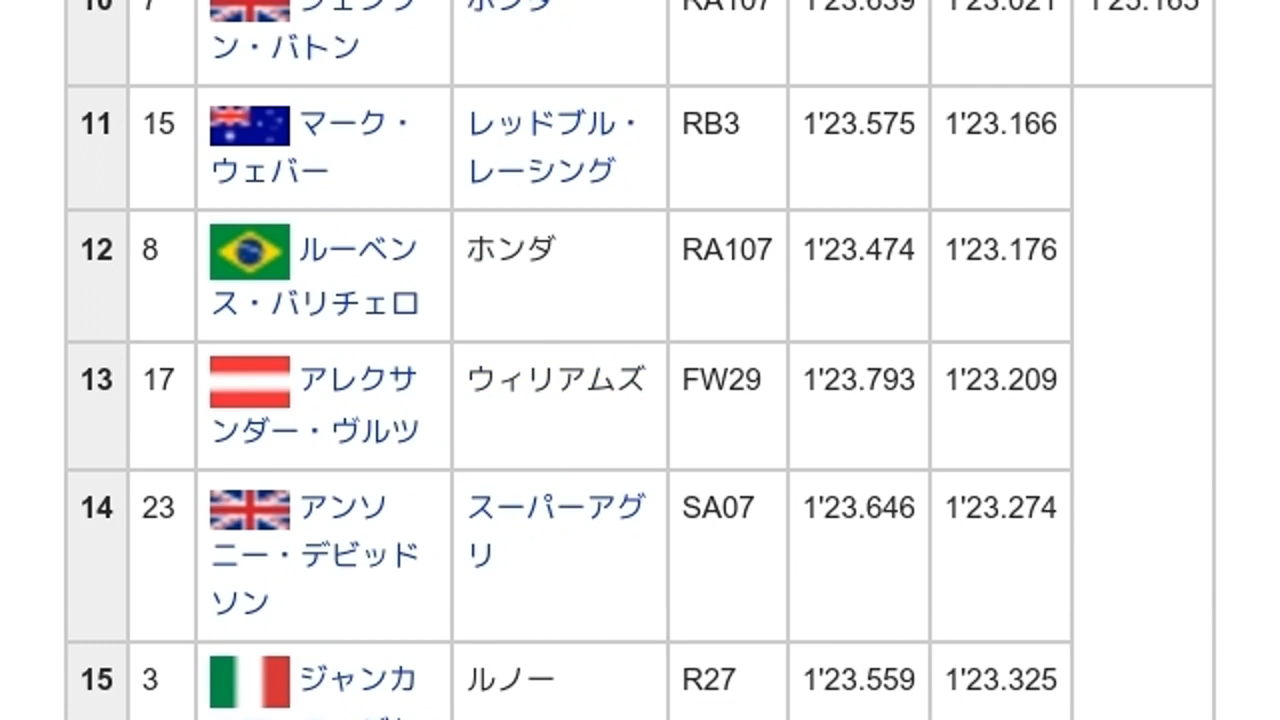 10 7 ジェンソ ホンダ RA107 1'23.639 1'23.021 1'25.165
ン・バトン
11 15 マーク・ レッドブル・ RB3 1'23.575 1'23.166
ウェバー レーシング
12 8 ルーベン ホンダ RA107 1'23.474 1'23.176
ス・バリチェロ
13 17 アレクサ ウィリアムズ FW29 1'23.793 1'23.209
ンダー・ヴルツ
14 23 アンソ スーパーアグ SA07 1'23.646 1'23.274
ニー・デビッド リ
ソン
15 3 ジャンカ ルノー R27 1'23.559 1'23.325